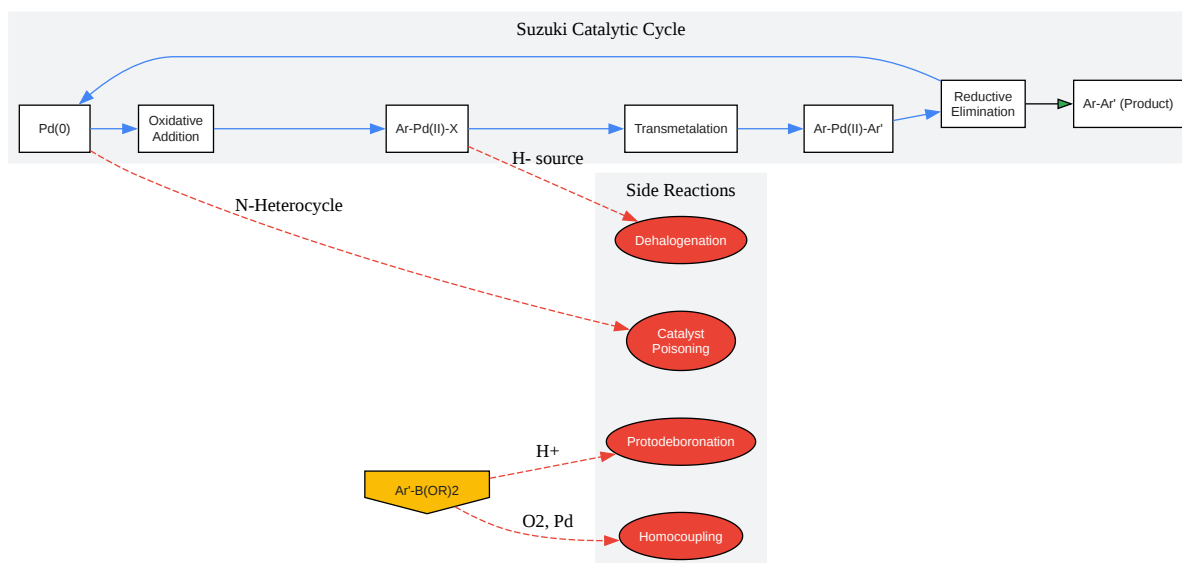 Suzuki Catalytic Cycle
Pd(0)
Oxidative
Addition
Ar-Pd(II)-X
Transmetalation
Ar-Pd(II)-Ar'
Reductive
Elimination
Ar-Ar' (Product)
H- source
Side Reactions
N-Heterocycle
Dehalogenation
Catalyst
Poisoning
Protodeboronation
H+
Ar'-B(OR)2
O2, Pd
Homocoupling